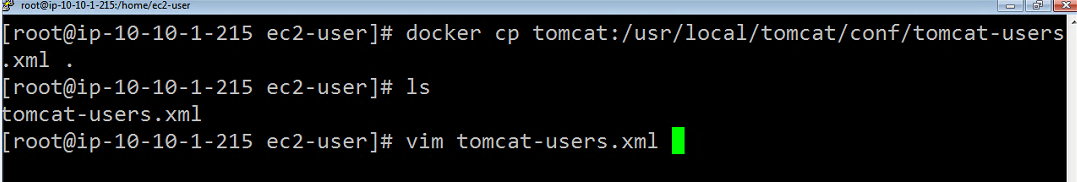 root@ip-10-10-1-215:/home/ec2-user
[root@ip-10-10-1-215 ec2-user]# docker cp tomcat:/usr/local/tomcat/conf/tomcat-users
.xml .
[root@ip-10-10-1-215 ec2-user]# ls
tomcat-users.xml
[root@ip-10-10-1-215 ec2-user]# vim tomcat-users.xml